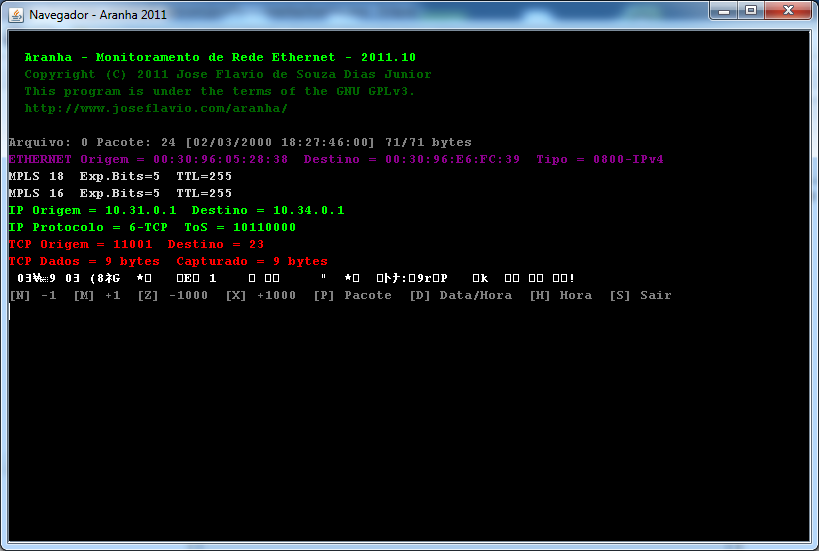 Navegador - Aranha 2011
Aranha - Monitoramento de Rede Ethernet - 2011.10
Copyright (C) 2011 Jose Flavio de Souza Dias Junior
This program is under the terms of the GNU GPLv3.
http://www.joseflavio.com/aranha/
Arquivo: 0 Pacote: 24 [02/03/2000 18:27:46:00] 71/71 bytes
ETHERNET Origem = 00:30:96:05:28:38 Destino = 00:30:96:E6:FC:39 Tipo = 0800-IPv4
MPLS 18 Exp.Bits=5 TTL=255
MPLS 16 Exp.Bits=5 TTL=255
IP Origem = 10.31.0.1 Destino = 10.34.0.1
IP Protocolo = 6-TCP ToS = 10110000
TCP Origem = 11001 Destino = 23
TCP Dados = 9 bytes Capturado = 9 bytes
[N] -1 [M] +1 [Z] -1000 [X] +1000 [P] Pacote [D] Data/Hora [H] Hora [S] Sair